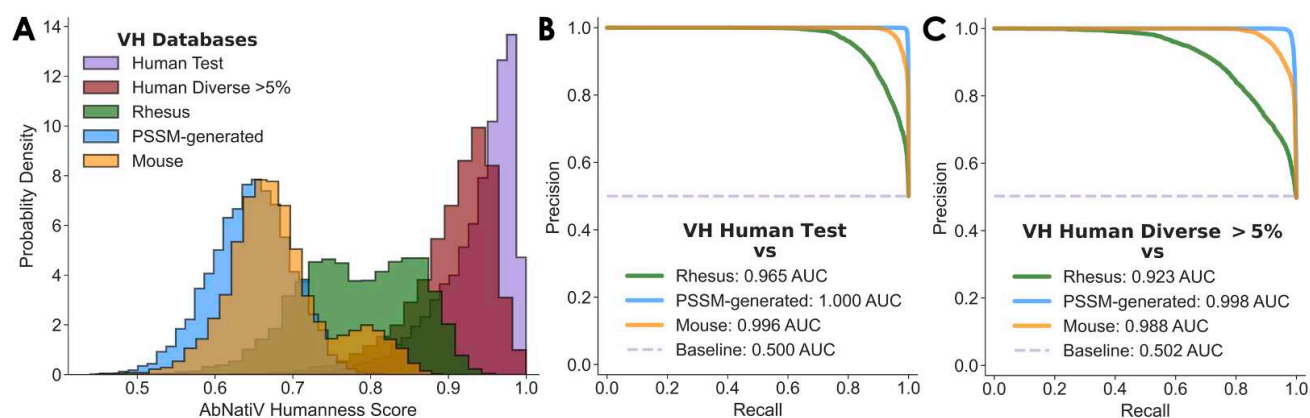 A
VH Databases
Human Test
Human Diverse >5%
Rhesus
PSSM-generated
Mouse
Probability Density
14
12
10
8
6
4
2
0
0.5 0.6 0.7 0.8 0.9 1.0
AbNatiV Humanness Score
B
Precision
1.0
0.8
0.6
0.4
0.2
0.0
VH Human Test
vs
Rhesus: 0.965 AUC
PSSM-generated: 1.000 AUC
Mouse: 0.996 AUC
Baseline: 0.500 AUC
0.0 0.2 0.4 0.6 0.8 1.0
Recall
C
Precision
1.0
0.8
0.6
0.4
0.2
0.0
VH Human Diverse > 5%
vs
Rhesus: 0.923 AUC
PSSM-generated: 0.998 AUC
Mouse: 0.988 AUC
Baseline: 0.502 AUC
0.0 0.2 0.4 0.6 0.8 1.0
Recall